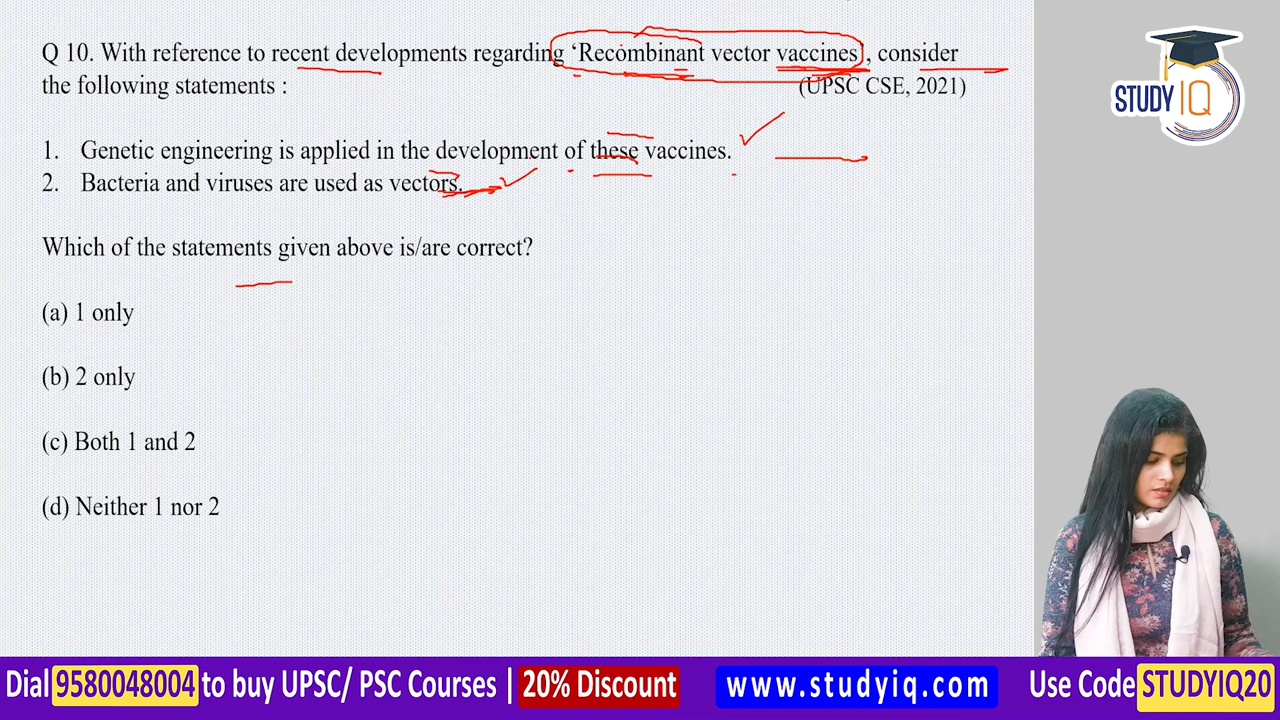 Q 10. With reference to recent developments regarding ‘Recombinant vector vaccines’, consider
the following statements :
(UPSC CSE, 2021)
1. Genetic engineering is applied in the development of these vaccines.
2. Bacteria and viruses are used as vectors.
Which of the statements given above is/are correct?
(a) 1 only
(b) 2 only
(c) Both 1 and 2
(d) Neither 1 nor 2
STUDY IQ
Dial 9580048004 to buy UPSC/ PSC Courses | 20% Discount
www.studyiq.com
Use Code STUDYIQ20